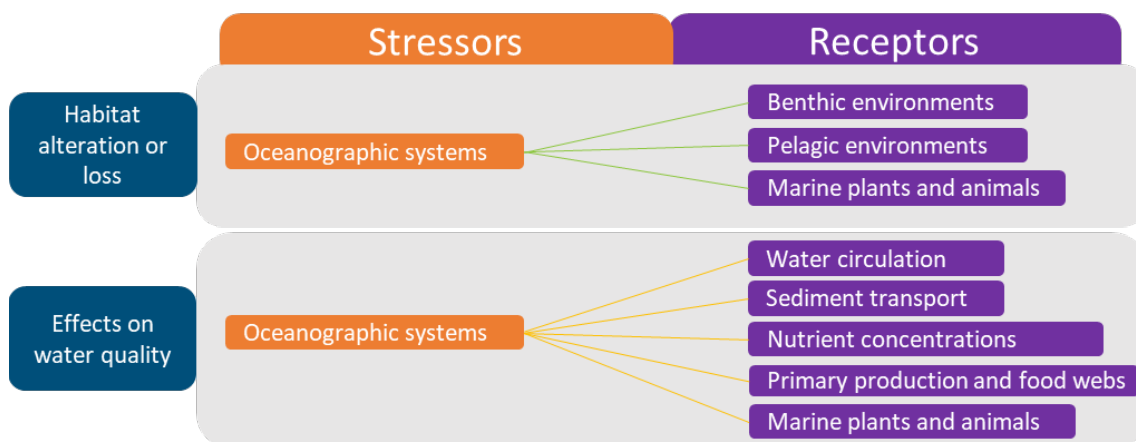 Stressors
Receptors
Habitat
alteration or
loss
Oceanographic systems
Benthic environments
Pelagic environments
Marine plants and animals
Effects on
water quality
Oceanographic systems
Water circulation
Sediment transport
Nutrient concentrations
Primary production and food webs
Marine plants and animals